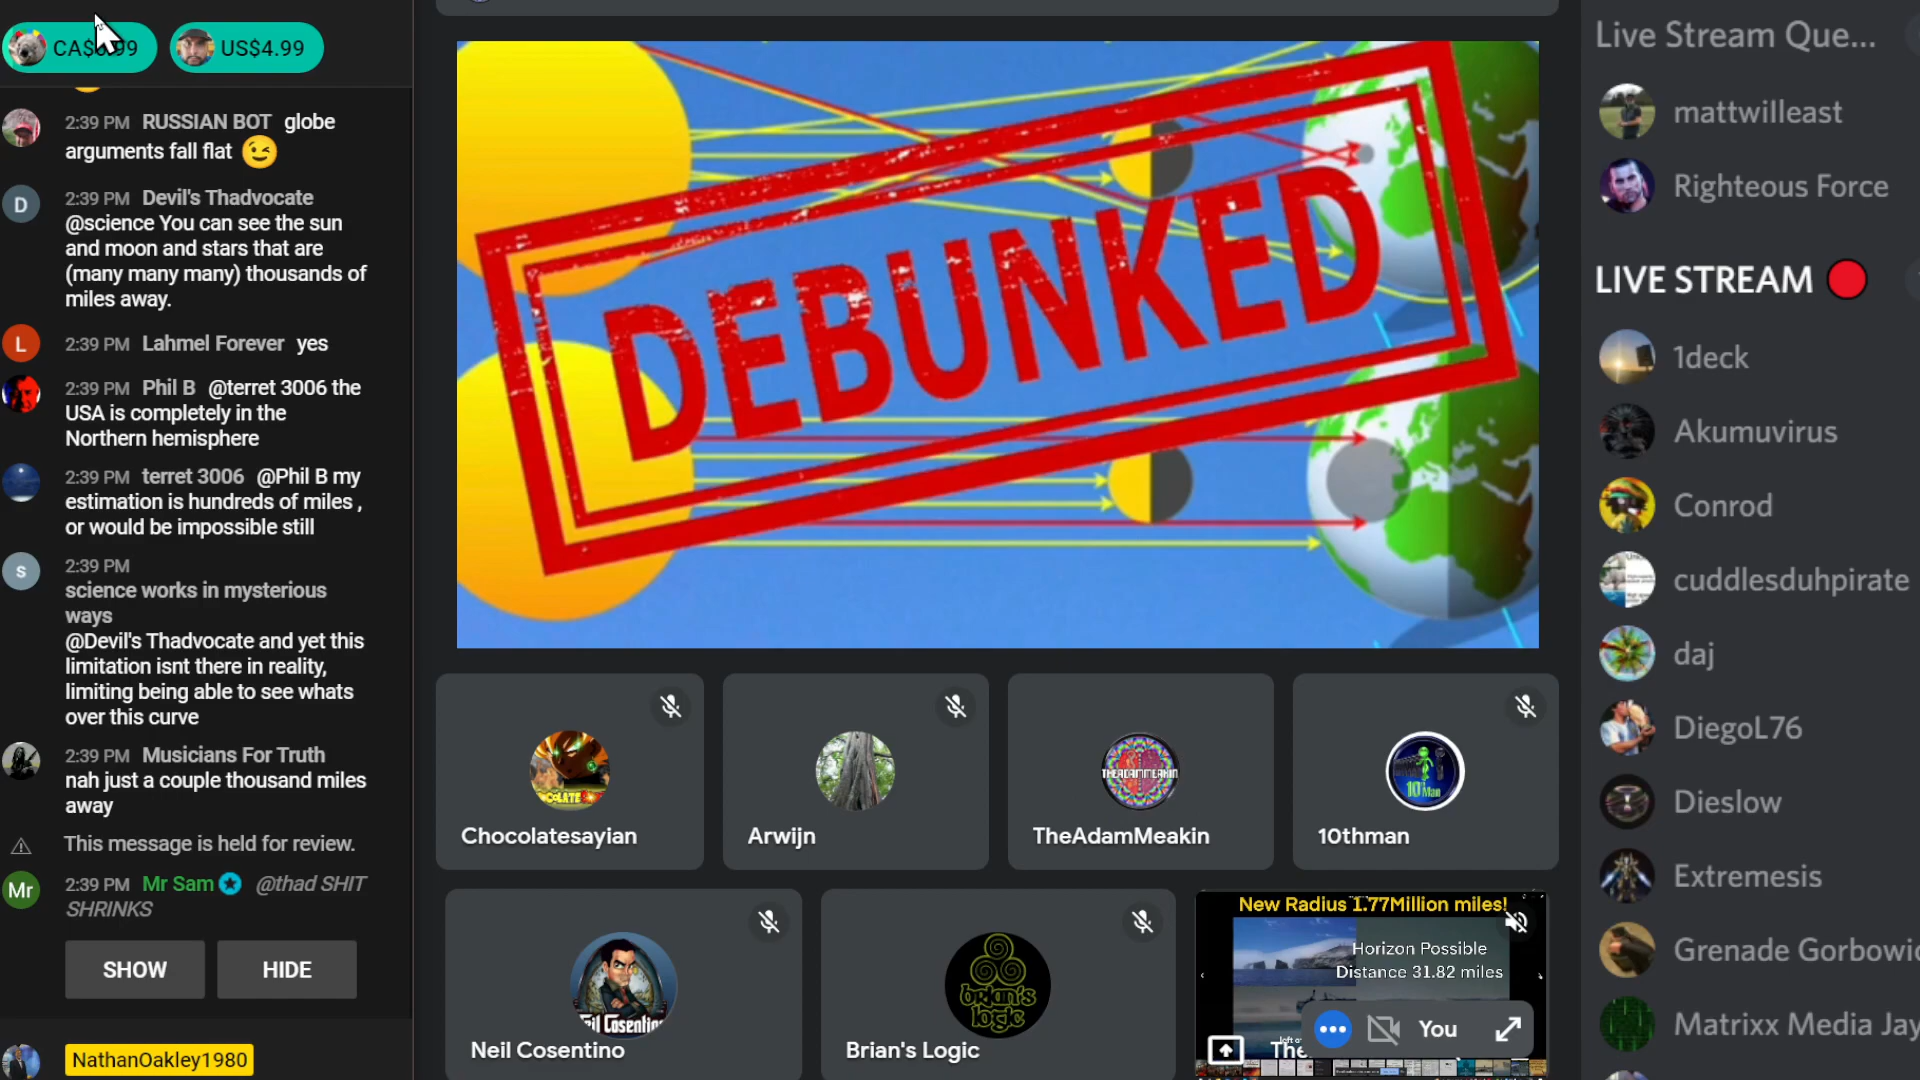 US$4.99
2:39 PM RUSSIAN BOT globe
arguments fall flat
D
2:39 PM Devil's Thadvocate
@science You can see the sun
and moon and stars that are
(many many many) thousands of
miles away.
L
2:39 PM Lahmel Forever yes
2:39 PM Phil B @terret 3006 the
USA is completely in the
Northern hemisphere
2:39 PM terret 3006 @Phil B my
estimation is hundreds of miles ,
or would be impossible still
s
2:39 PM
science works in mysterious
ways
@Devil's Thadvocate and yet this
limitation isnt there in reality,
limiting being able to see whats
over this curve
2:39 PM Musicians For Truth
nah just a couple thousand miles
away
This message is held for review.
Mr
2:39 PM Mr Sam @thad SHIT
SHRINKS
SHOW HIDE
NathanOakley1980
DEBUNKED
THEADAMMEAKIN
10 Man
Chocolatesayian
Arwijn
TheAdamMeakin
10thman
Neil Cosentino
brian's
logic
Brian's Logic
New Radius 1.77Million miles!
Horizon Possible
Distance 31.82 miles
The
You
Live Stream Que...
mattwilleast
Righteous Force
LIVE STREAM
1deck
Akumuvirus
Conrod
cuddlesduhpirate
daj
DiegoL76
Dieslow
Extremesis
Grenade
Matrixx Media Jay